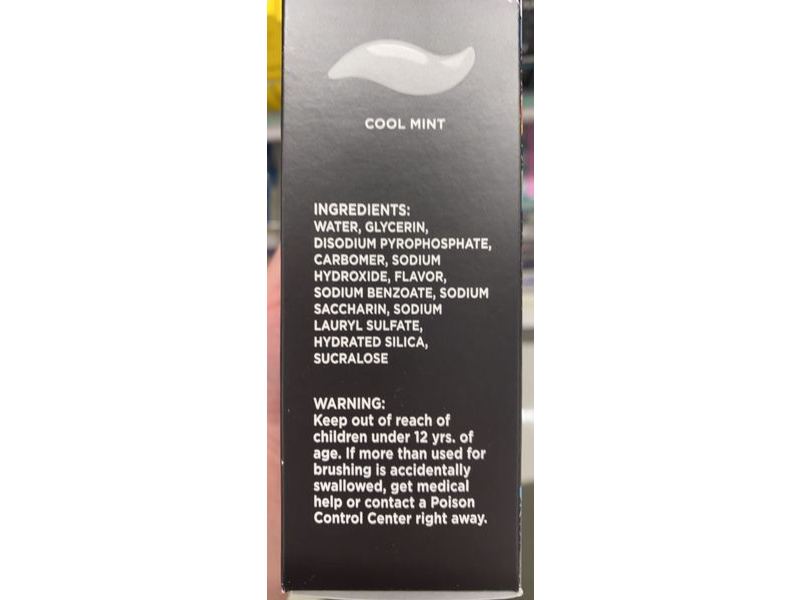 COOL MINT
INGREDIENTS:
WATER, GLYCERIN,
DISODIUM PYROPHOSPHATE,
CARBOMER, SODIUM
HYDROXIDE, FLAVOR,
SODIUM BENZOATE, SODIUM
SACCHARIN, SODIUM
LAURYL SULFATE,
HYDRATED SILICA,
SUCRALOSE
WARNING:
Keep out of reach of
children under 12 yrs. of
age. If more than used for
brushing is accidentally
swallowed, get medical
help or contact a Poison
Control Center right away.